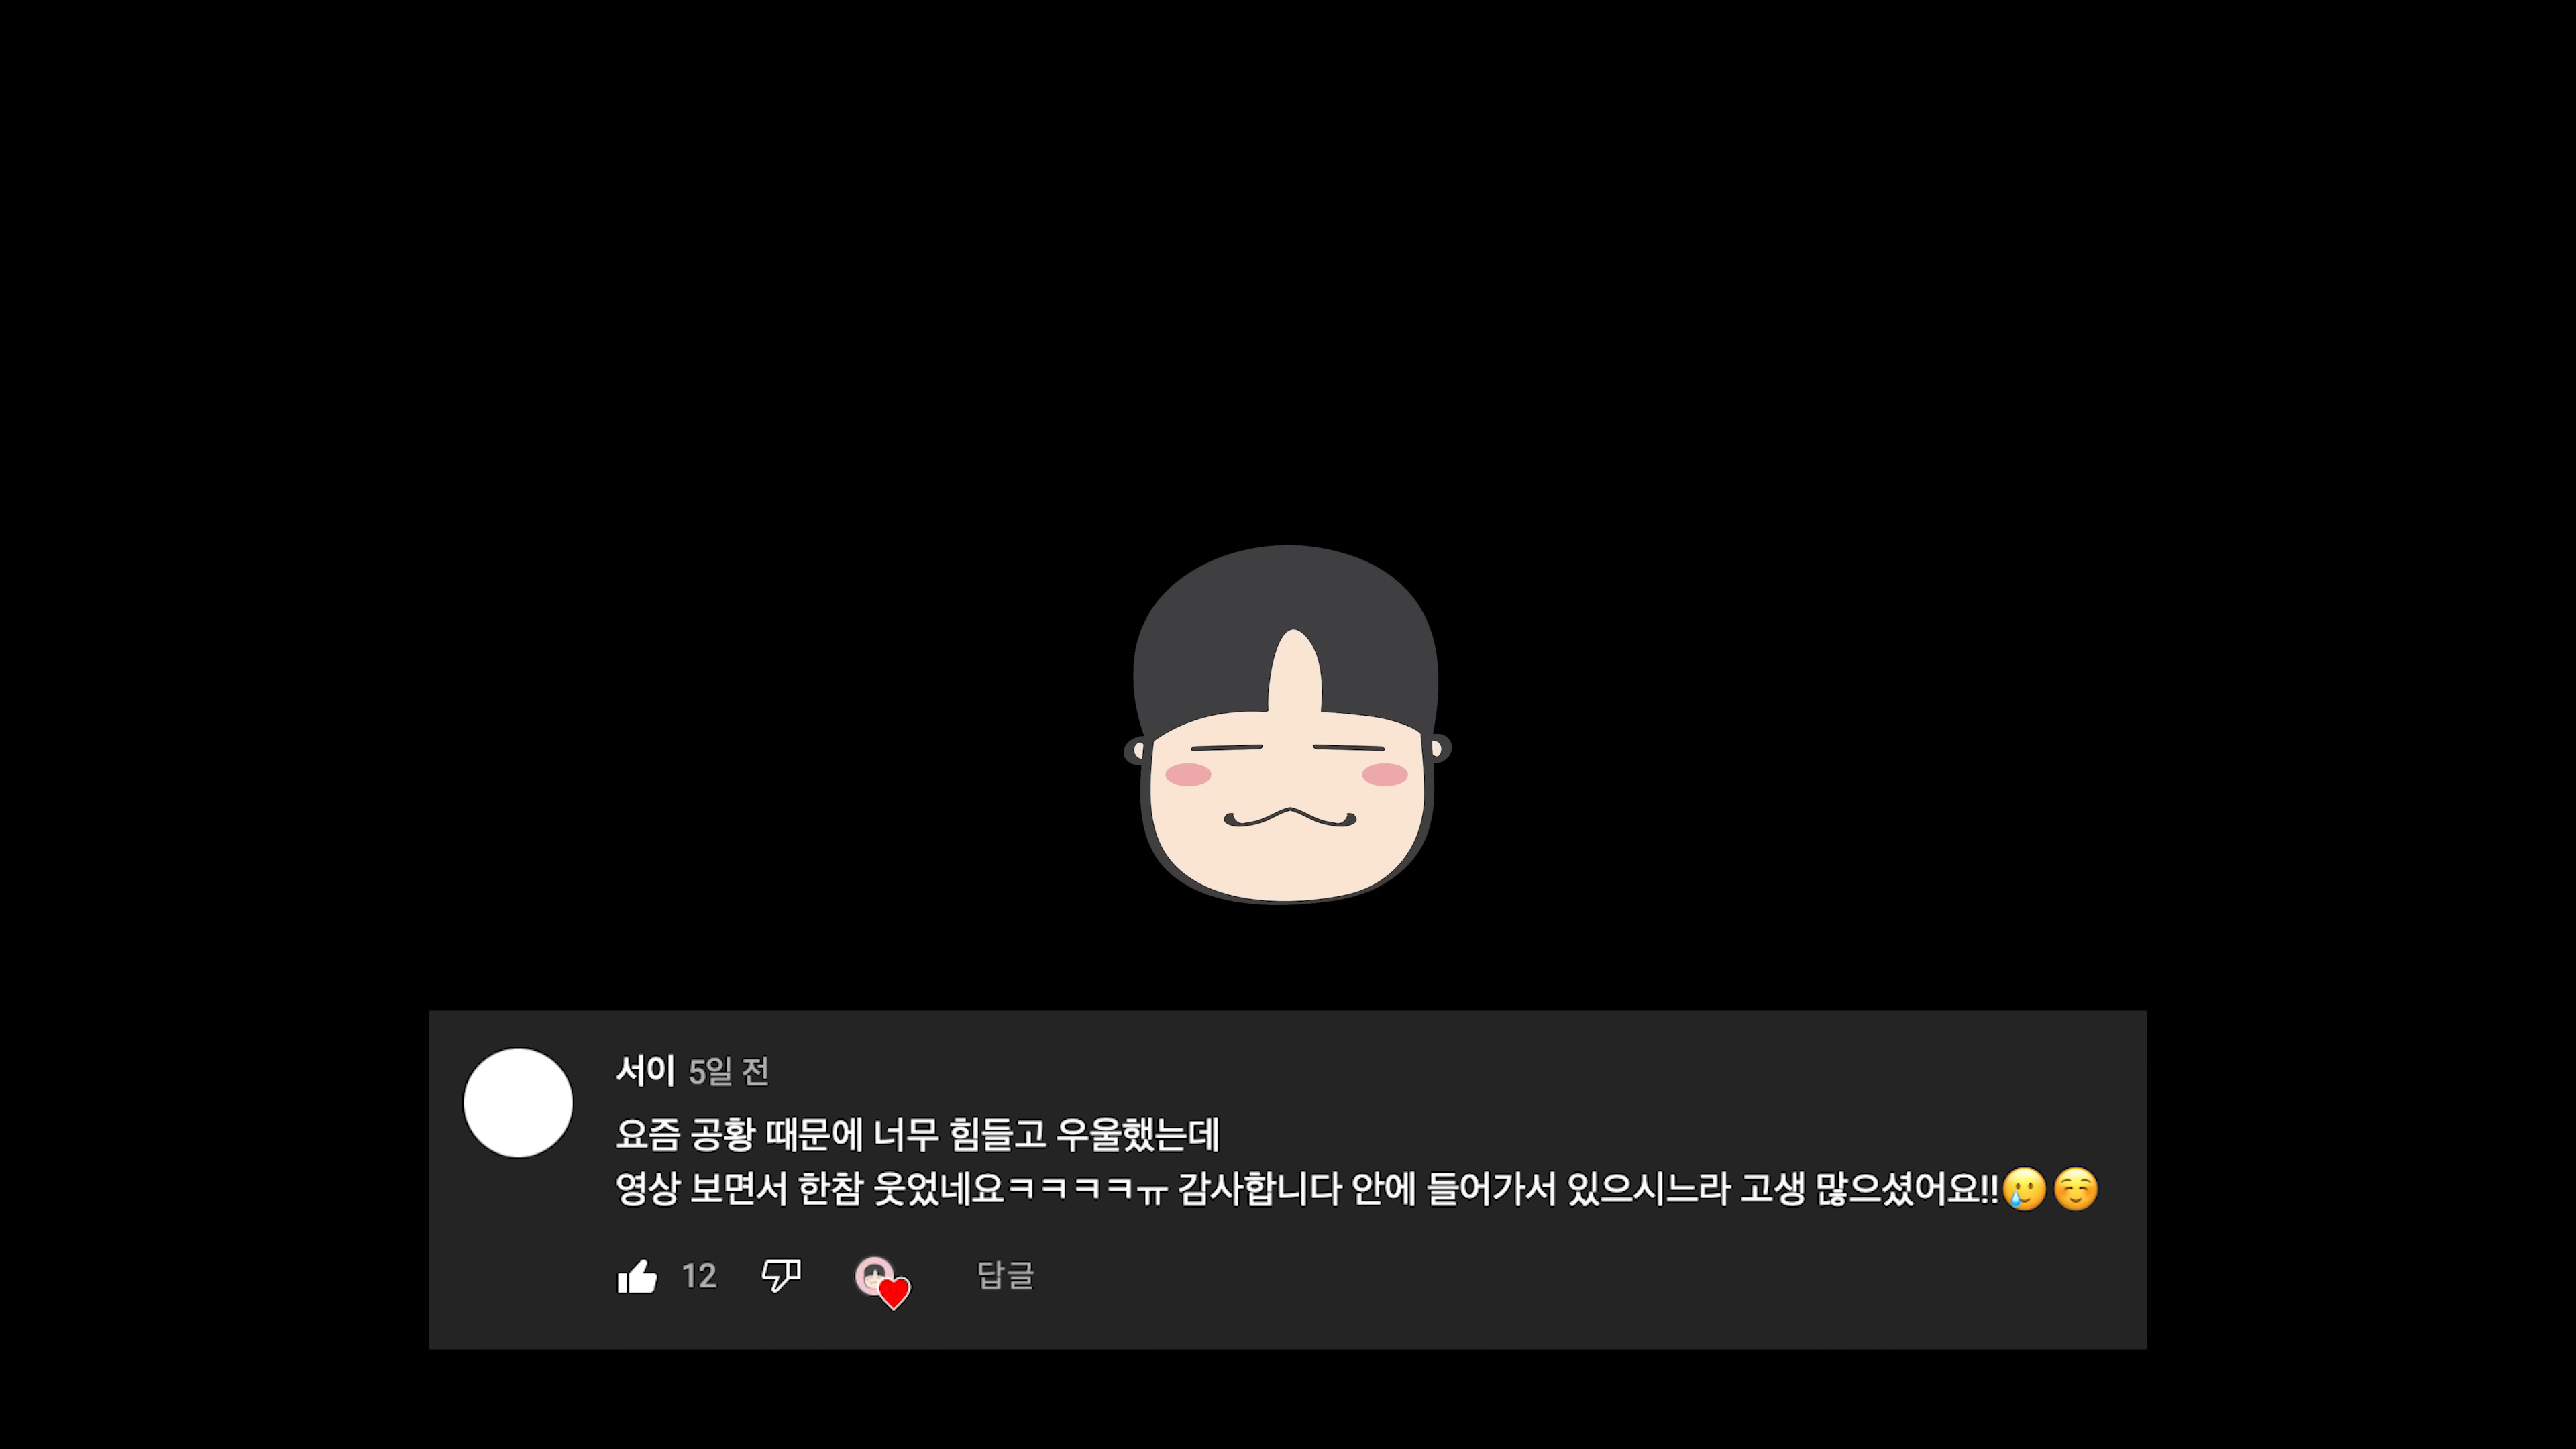 서이 5일 전
요즘 공황 때문에 너무 힘들고 우울했는데
영상 보면서 한참 웃었네요ㅋㅋㅋㅋㅠ 감사합니다 안에 들어가서 있으시느라 고생 많으셨어요!!🥲☺️
12 답글